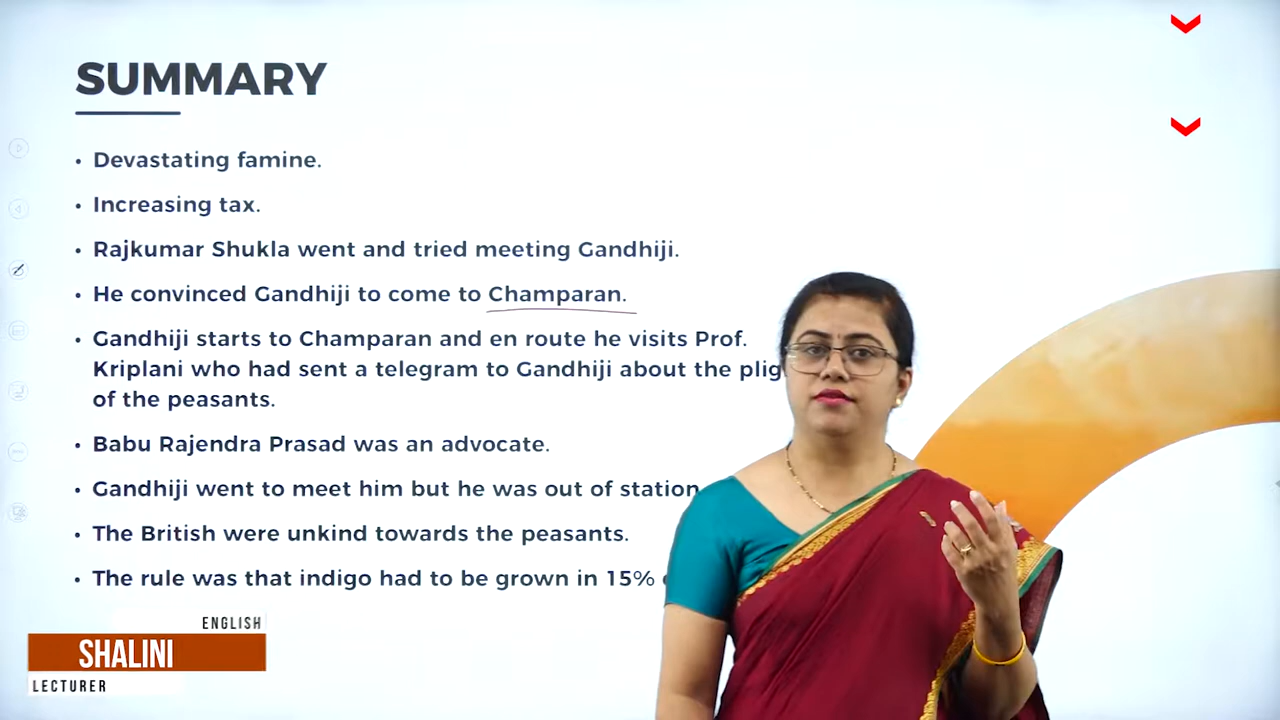 SUMMARY
• Devastating famine.
• Increasing tax.
• Rajkumar Shukla went and tried meeting Gandhiji.
• He convinced Gandhiji to come to Champaran.
• Gandhiji starts to Champaran and en route he visits Prof.
Kriplani who had sent a telegram to Gandhiji about the
of the peasants.
• Babu Rajendra Prasad was an advocate.
• Gandhiji went to meet him but he was out of station
• The British were unkind towards the peasants.
• The rule was that indigo had to be grown in 15%
ENGLISH
SHALINI
LECTURER